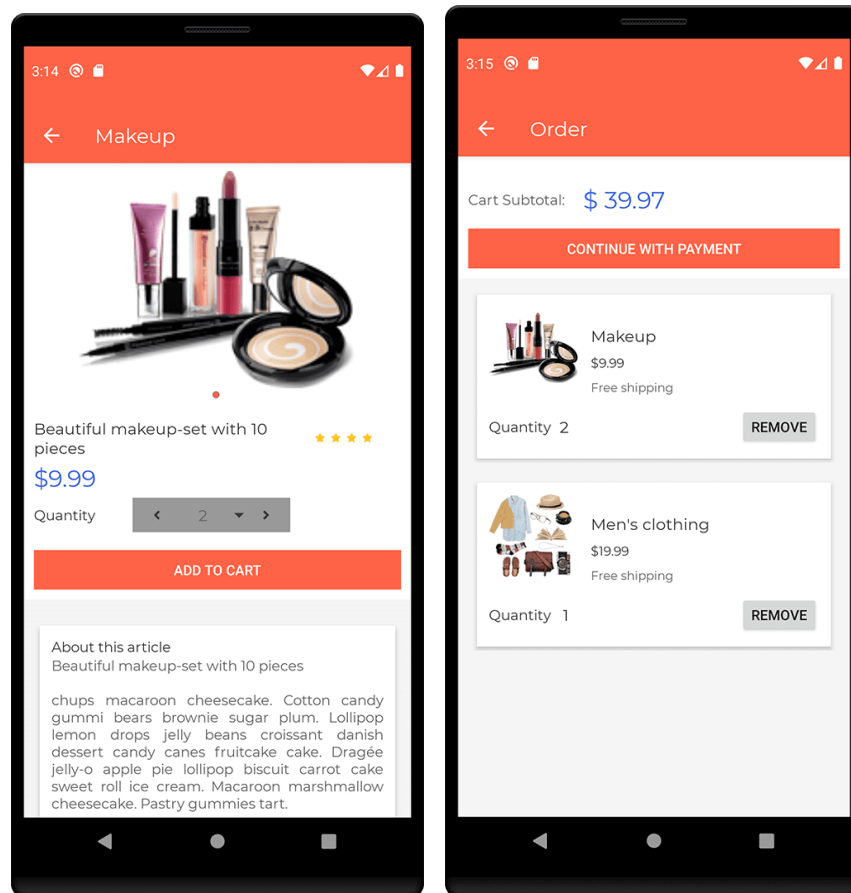 3:14
Makeup
Beautiful makeup-set with 10
pieces
$9.99
Quantity
2
ADD TO CART
About this article
Beautiful makeup-set with 10 pieces
chups macaroon cheesecake. Cotton candy
gummi bears brownie sugar plum. Lollipop
lemon drops jelly beans croissant danish
dessert candy canes fruitcake cake. Dragée
jelly-o apple pie lollipop biscuit carrot cake
sweet roll ice cream. Macaroon marshmallow
cheesecake. Pastry gummies tart.
3:15
Order
Cart Subtotal: $ 39.97
CONTINUE WITH PAYMENT
Makeup
$9.99
Free shipping
Quantity 2
REMOVE
Men's clothing
$19.99
Free shipping
Quantity 1
REMOVE